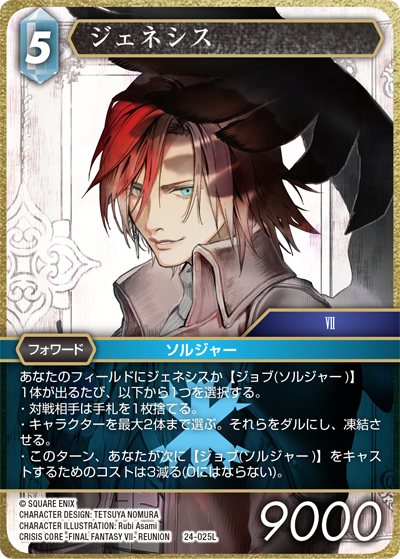 5
ジェネシス
VII
フォワード
ソルジャー
あなたのフィールドにジェネシスか【ジョブ(ソルジャー)】
1体が出るたび、以下から1つを選択する。
・対戦相手は手札を1枚捨てる。
・キャラクターを最大2体まで選ぶ。それらをダルにし、凍結さ
せる。
・このターン、あなたが次に【ジョブ(ソルジャー)】をキャス
トするためのコストは3減る(0にはならない)。
© SQUARE ENIX
CHARACTER DESIGN: TETSUYA NOMURA
CHARACTER ILLUSTRATION: Rubi Asami
CRISIS CORE -FINAL FANTASY VII- REUNION
24-025L
9000